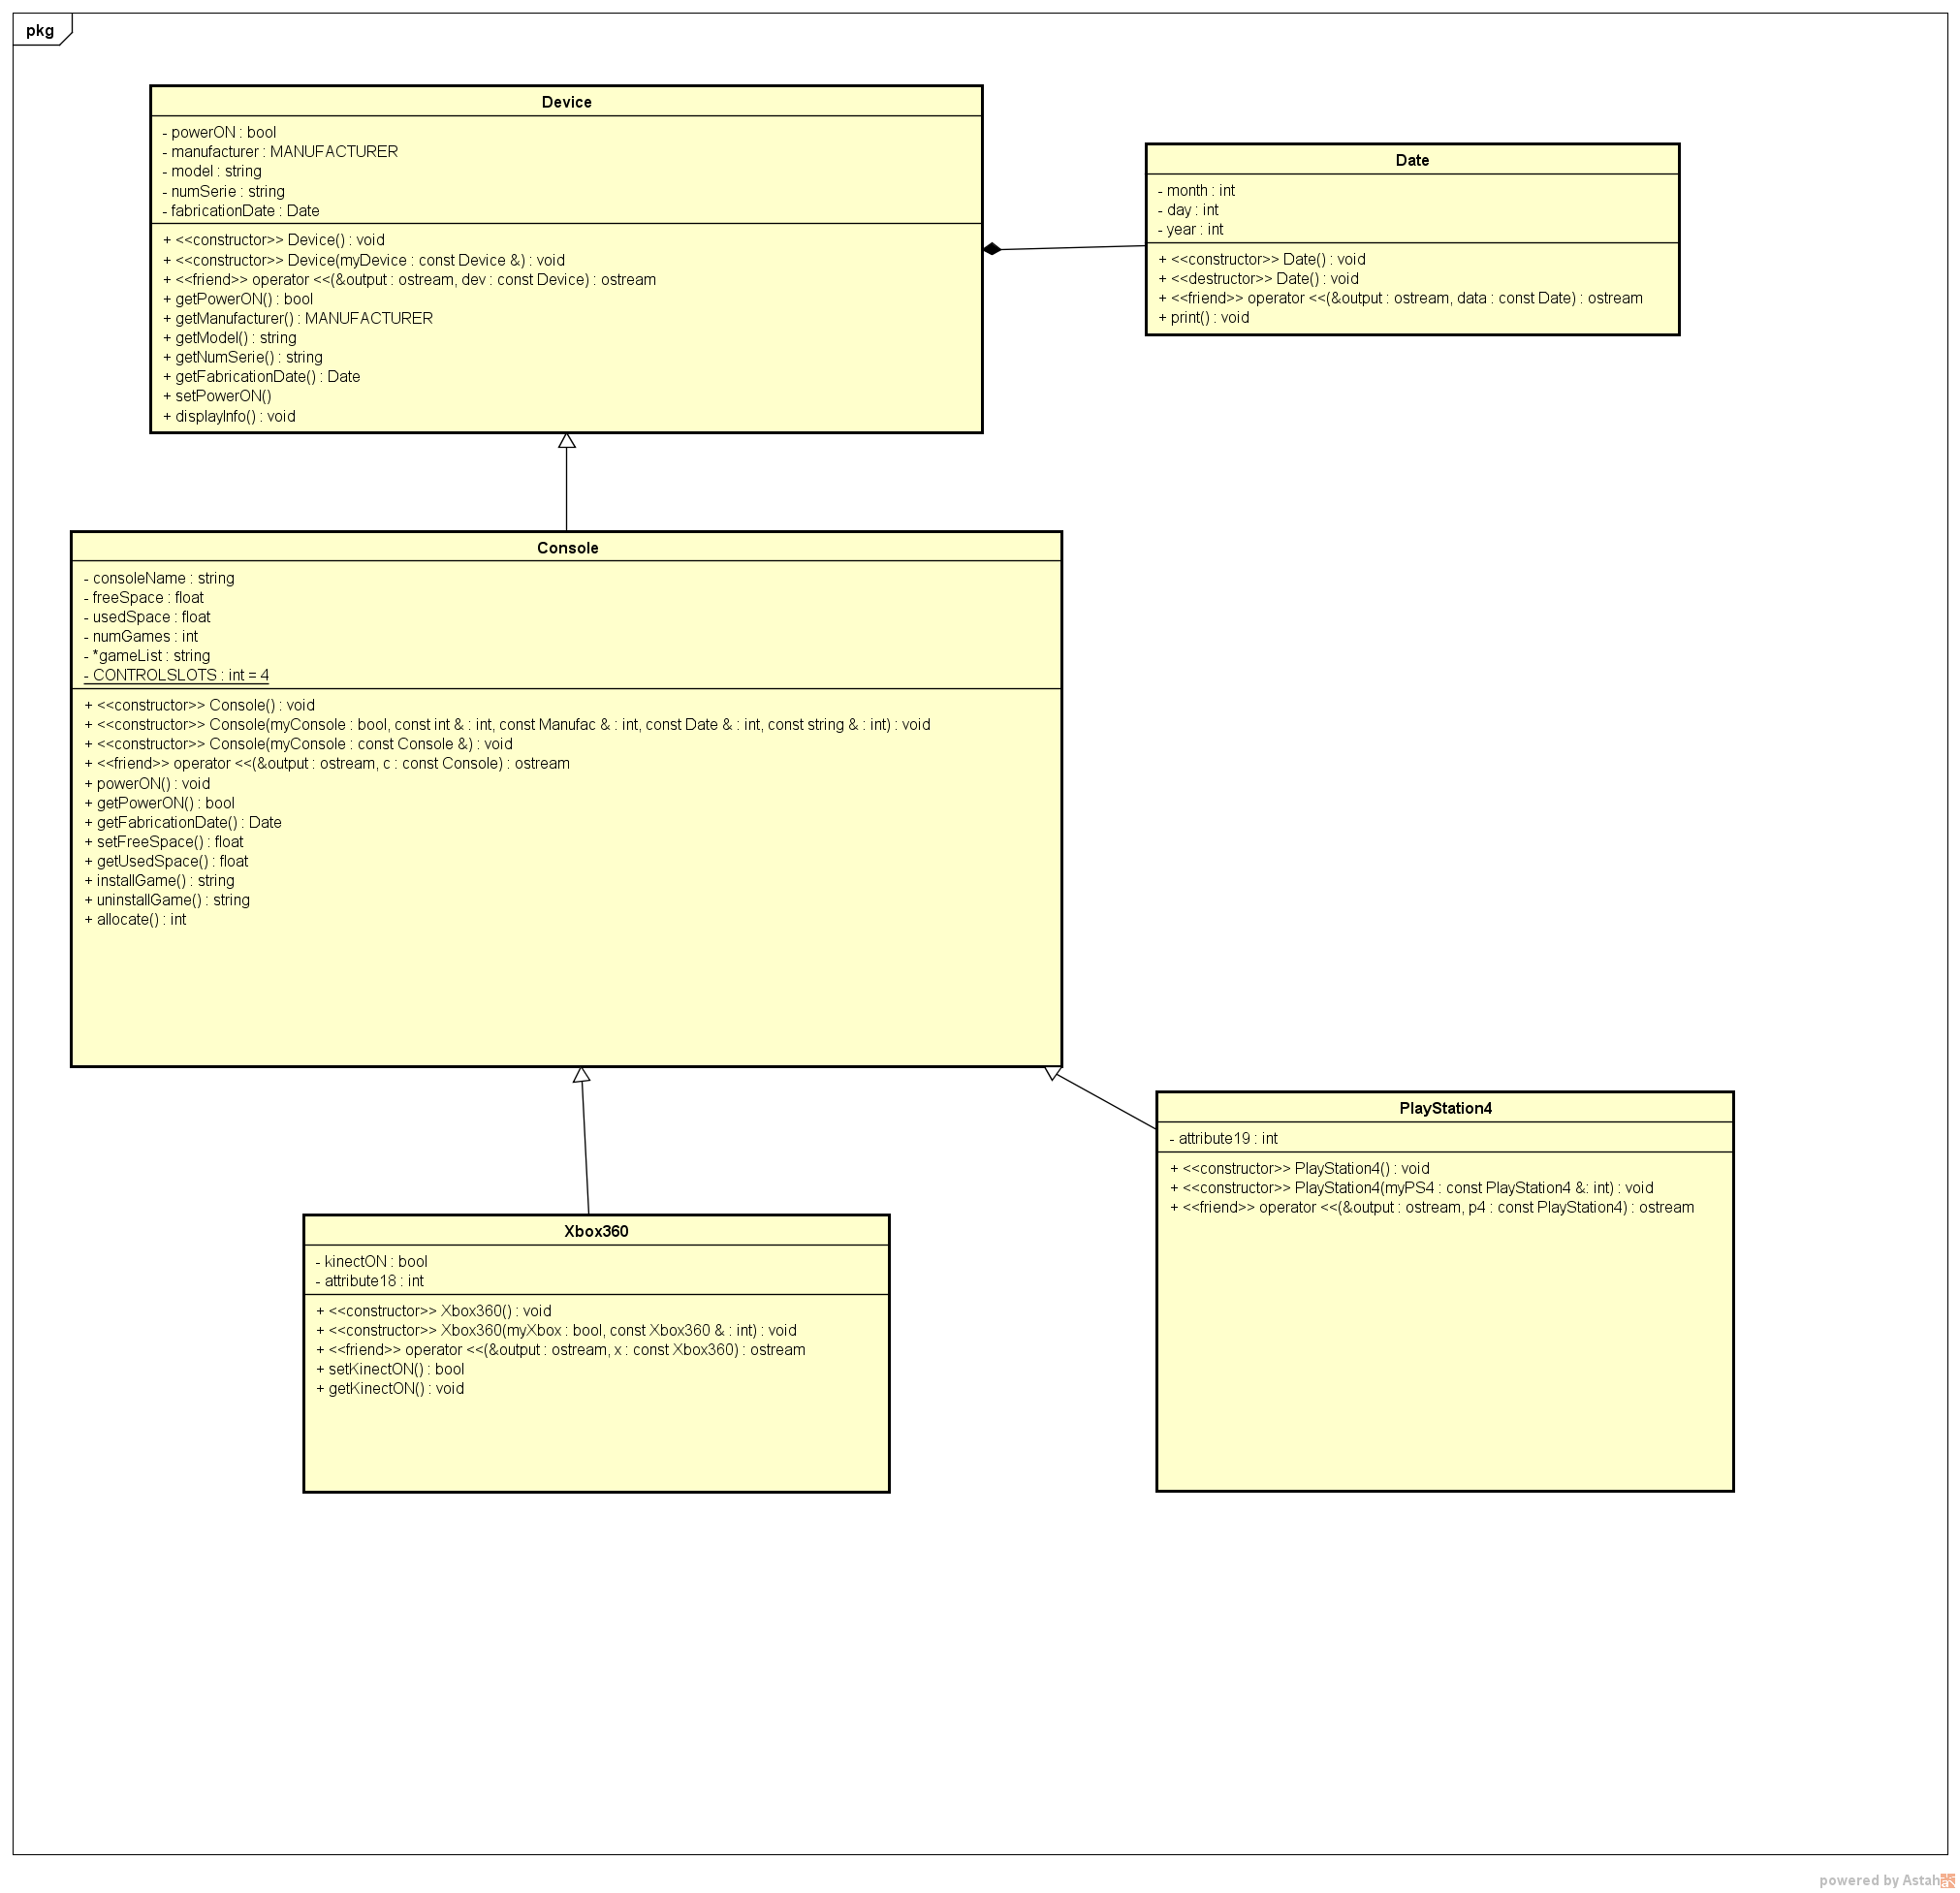 pkg
Device
- powerON : bool
- manufacturer : MANUFACTURER
- model : string
- numSerie : string
- fabricationDate : Date
+ <<constructor>> Device() : void
+ <<constructor>> Device(myDevice : const Device &) : void
+ <<friend>> operator <<(&output : ostream, dev : const Device) : ostream
+ getPowerON() : bool
+ getManufacturer() : MANUFACTURER
+ getModel() : string
+ getNumSerie() : string
+ getFabricationDate() : Date
+ setPowerON()
+ displayInfo() : void
Date
- month : int
- day : int
- year : int
+ <<constructor>> Date() : void
+ <<destructor>> Date() : void
+ <<friend>> operator <<(&output : ostream, data : const Date) : ostream
+ print() : void
Console
- consoleName : string
- freeSpace : float
- usedSpace : float
- numGames : int
- *gameList : string
- CONTROLSLOTS : int = 4
+ <<constructor>> Console() : void
+ <<constructor>> Console(myConsole : bool, const int & : int, const Manufac & : int, const Date & : int, const string & : int) : void
+ <<constructor>> Console(myConsole : const Console &) : void
+ <<friend>> operator <<(&output : ostream, c : const Console) : ostream
+ powerON() : void
+ getPowerON() : bool
+ getFabricationDate() : Date
+ setFreeSpace() : float
+ getUsedSpace() : float
+ installGame() : string
+ uninstallGame() : string
+ allocate() : int
PlayStation4
- attribute19 : int
+ <<constructor>> PlayStation4() : void
+ <<constructor>> PlayStation4(myPS4 : const PlayStation4 &: int) : void
+ <<friend>> operator <<(&output : ostream, p4 : const PlayStation4) : ostream
Xbox360
- kinectON : bool
- attribute18 : int
+ <<constructor>> Xbox360() : void
+ <<constructor>> Xbox360(myXbox : bool, const Xbox360 & : int) : void
+ <<friend>> operator <<(&output : ostream, x : const Xbox360) : ostream
+ setKinectON() : bool
+ getKinectON() : void
powered by Astah